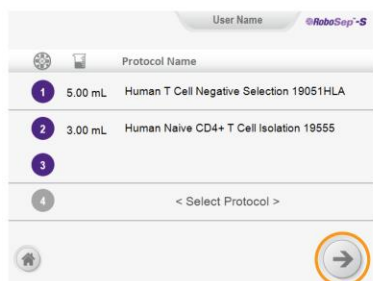 User Name RoboSep®-S
Protocol Name
1 5.00 mL Human T Cell Negative Selection 19051HLA
2 3.00 mL Human Naive CD4+ T Cell Isolation 19555
3
4 < Select Protocol >